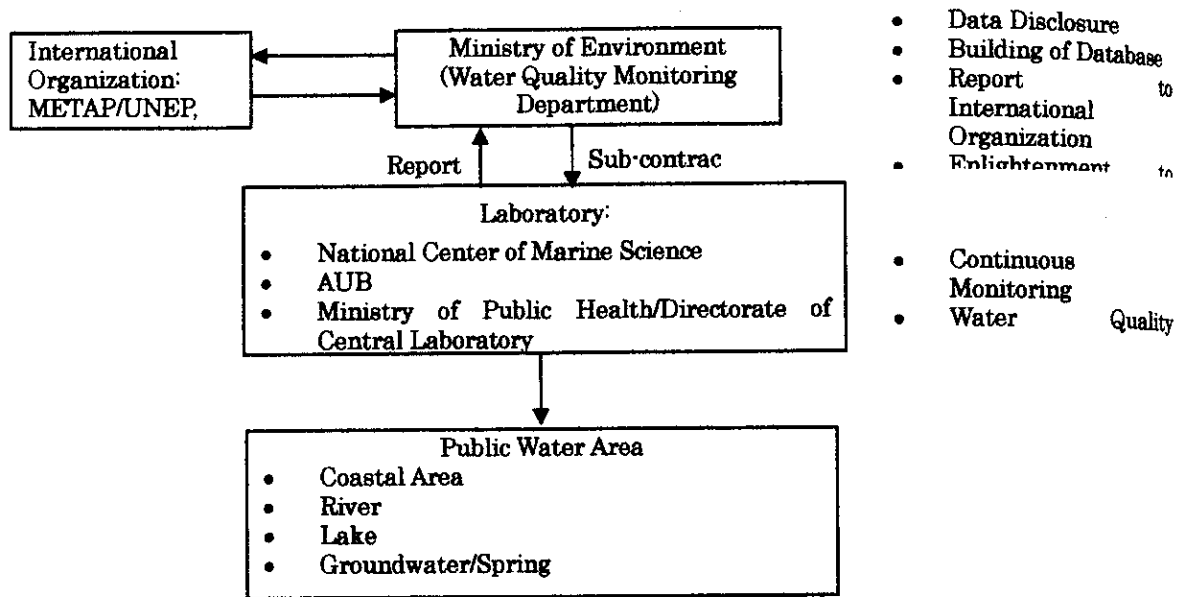 International
Organization:
METAP/UNEP,
Ministry of Environment
(Water Quality Monitoring
Department)
• Data Disclosure
• Building of Database
• Report to
International
Organization
• Enlightenment to
Report
Sub-contrac
Laboratory:
• National Center of Marine Science
• AUB
• Ministry of Public Health/Directorate of
Central Laboratory
• Continuous
Monitoring
• Water Quality
Public Water Area
• Coastal Area
• River
• Lake
• Groundwater/Spring